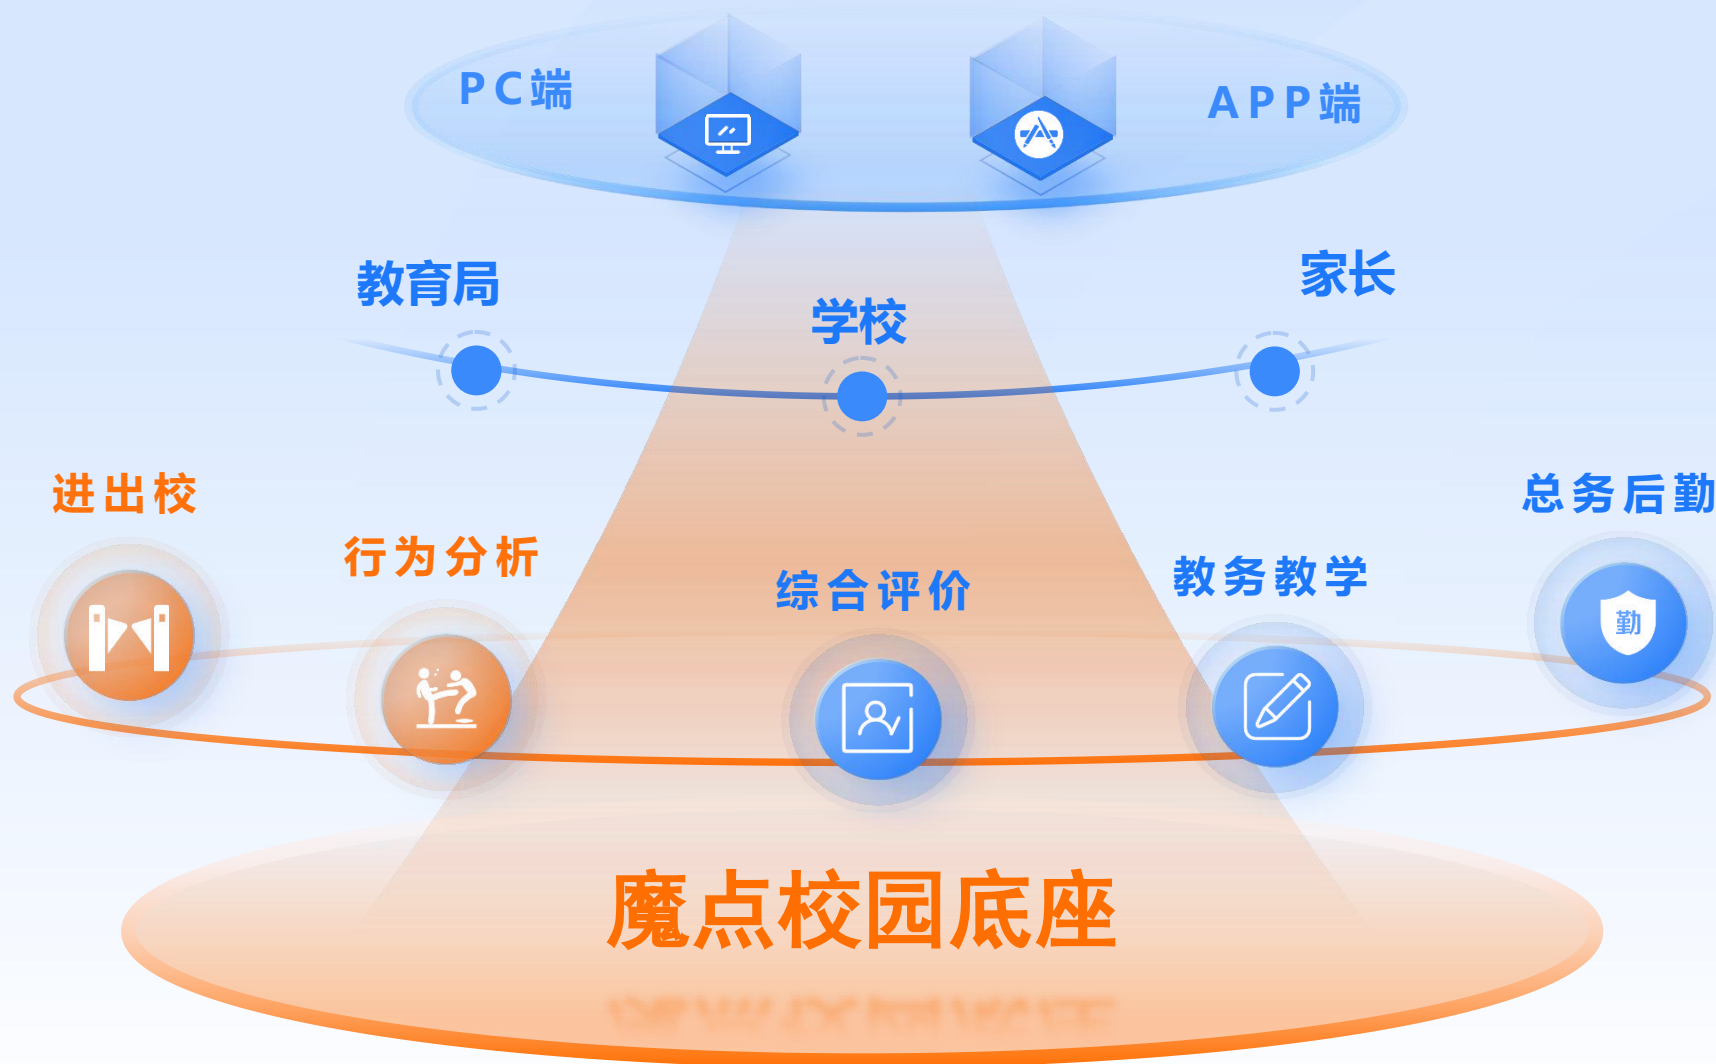 PC端
APP端
教育局
学校
家长
进出校
行为分析
综合评价
教务教学
总务后勤
勤
魔点校园底座